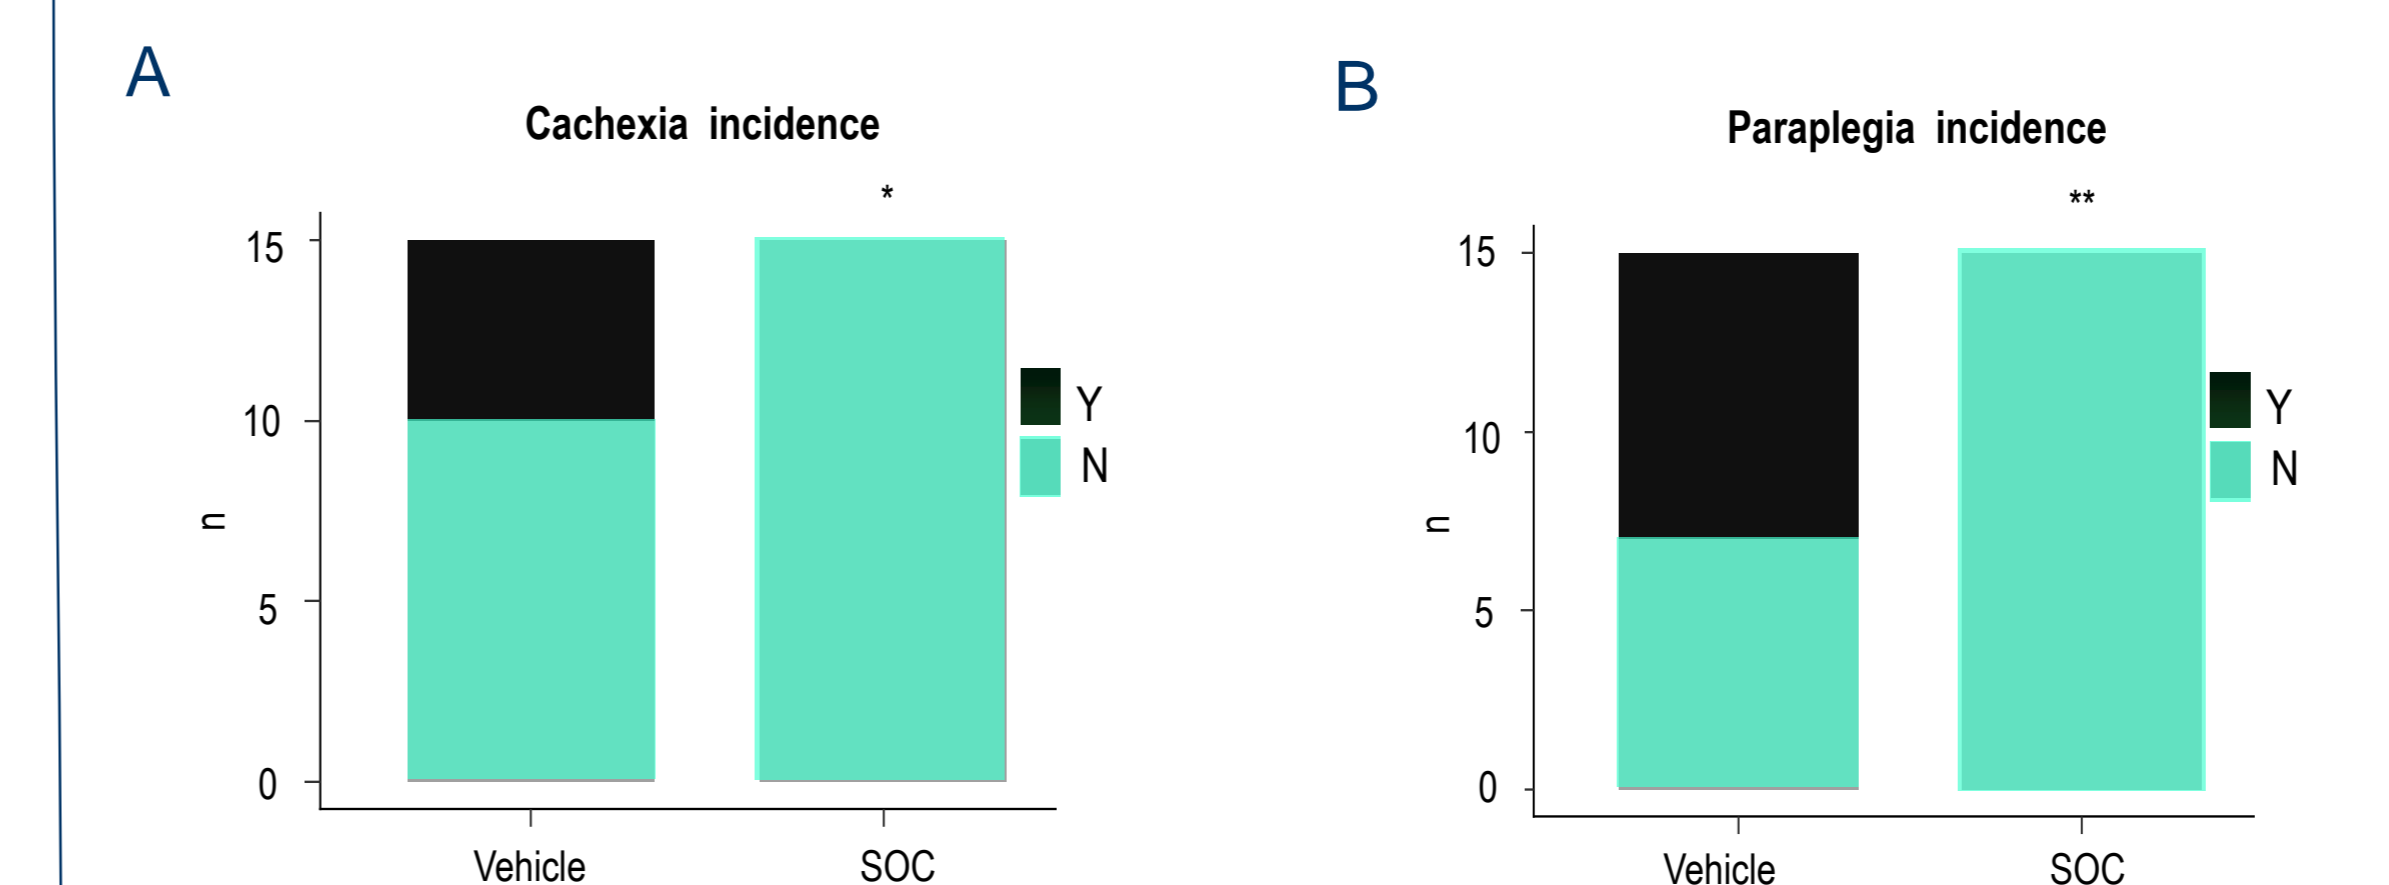 A
Cachexia incidence
*
15
10
5
0
n
Y
N
Vehicle
SOC
B
Paraplegia incidence
**
15
10
5
0
n
Y
N
Vehicle
SOC